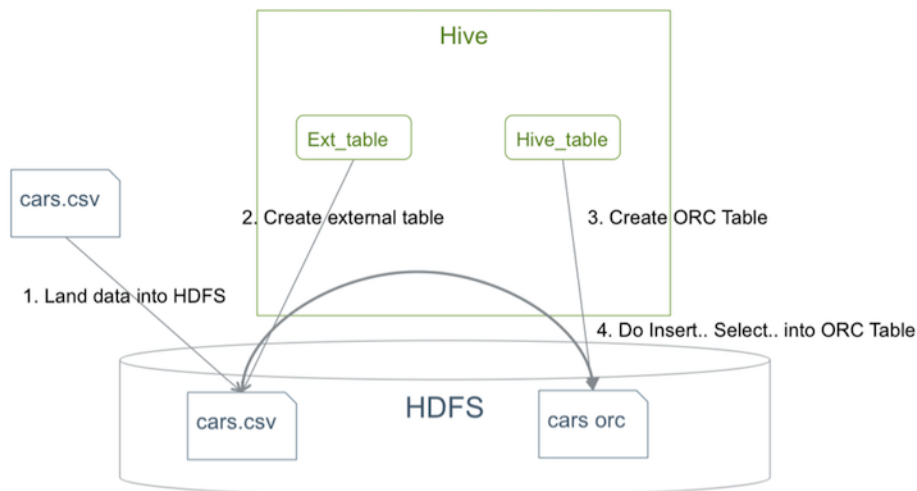 Hive
Ext_table
Hive_table
cars.csv
2. Create external table
3. Create ORC Table
1. Land data into HDFS
4. Do Insert.. Select.. into ORC Table
cars.csv
HDFS
cars orc